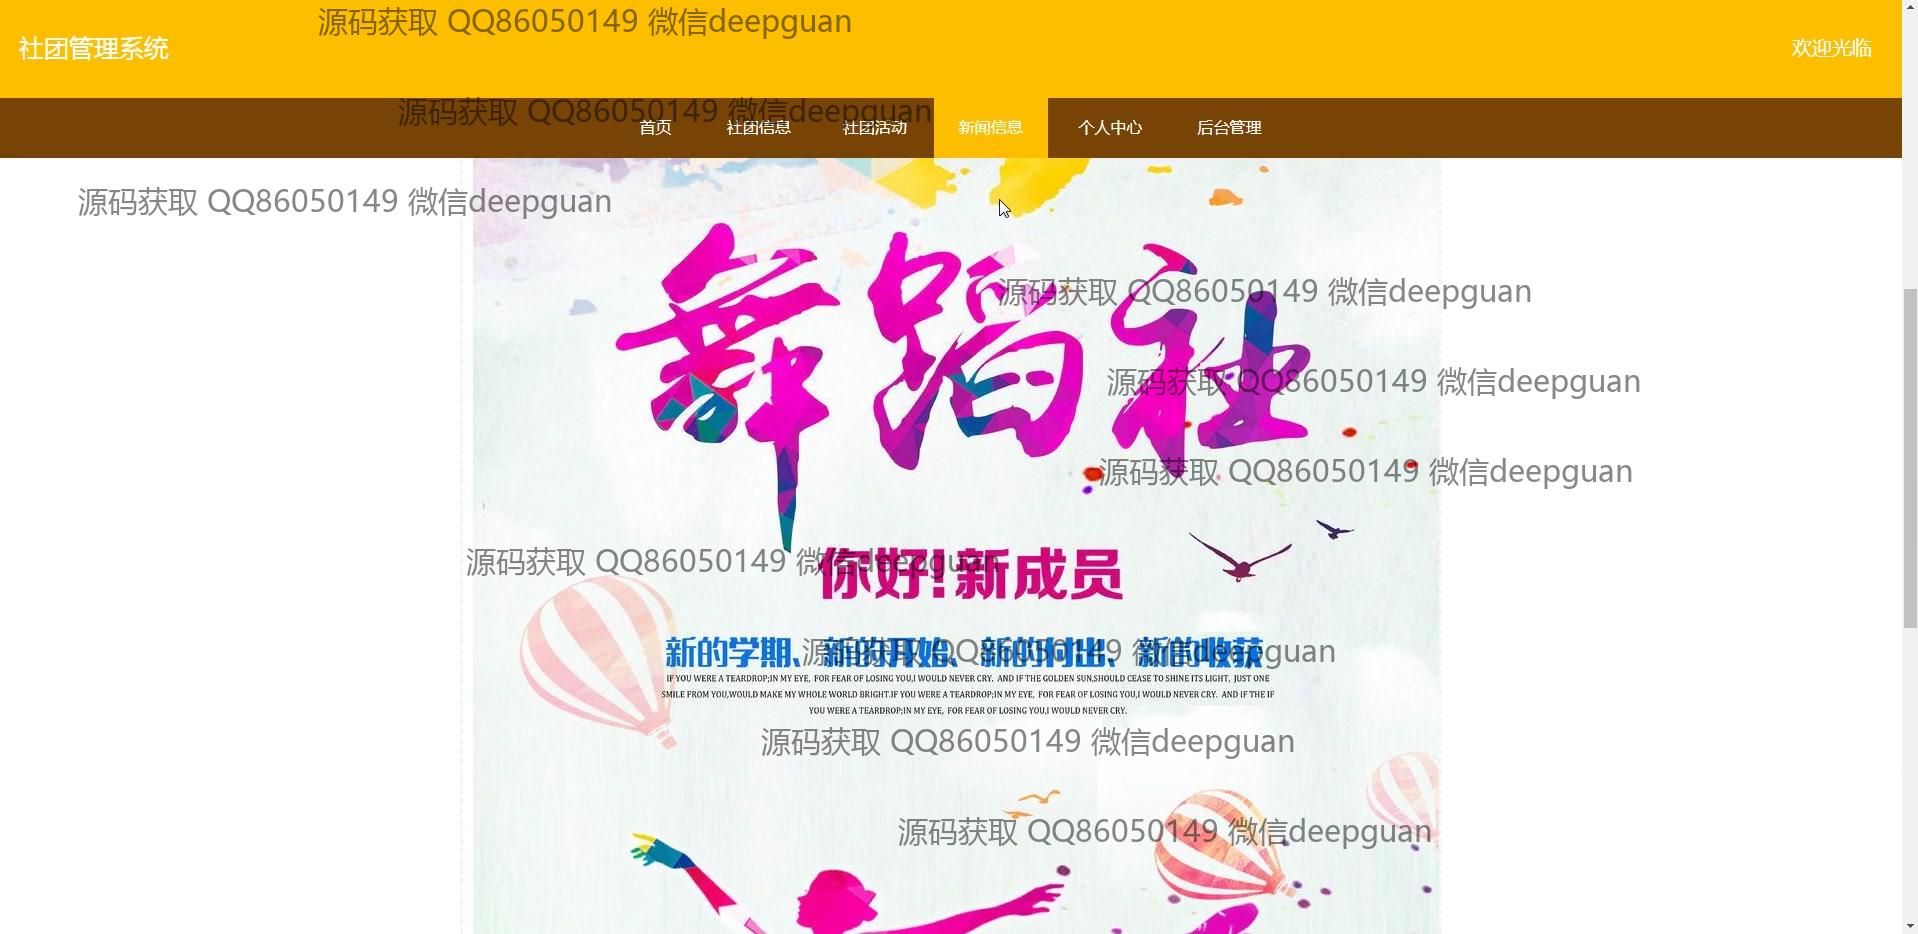 源码获取 QQ86050149 微信deepguan
社团管理系统
欢迎光临
源码获取 QQ86050149 微信deepguan
首页 社团信息 社团活动 新闻信息 个人中心 后台管理
源码获取 QQ86050149 微信deepguan
舞蹈社
源码获取 QQ86050149 微信deepguan
源码获取 QQ86050149 微信deepguan
源码获取 QQ86050149 微信deepguan
源码获取 QQ86050149 微信deepguan
你好!新成员
新的学期、新的开始、新的付出、新的收获
源码获取 QQ86050149 微信deepguan
IF YOU WERE A TEARDROP;IN MY EYE, FOR FEAR OF LOSING YOU,I WOULD NEVER CRY. AND IF THE GOLDEN SUN,SHOULD CEASE TO SHINE ITS LIGHT, JUST ONE
SMILE FROM YOU,WOULD MAKE MY WHOLE WORLD BRIGHT.IF YOU WERE A TEARDROP;IN MY EYE, FOR FEAR OF LOSING YOU,I WOULD NEVER CRY. AND IF THE IF
YOU WERE A TEARDROP;IN MY EYE, FOR FEAR OF LOSING YOU,I WOULD NEVER CRY.
源码获取 QQ86050149 微信deepguan
源码获取 QQ86050149 微信deepguan